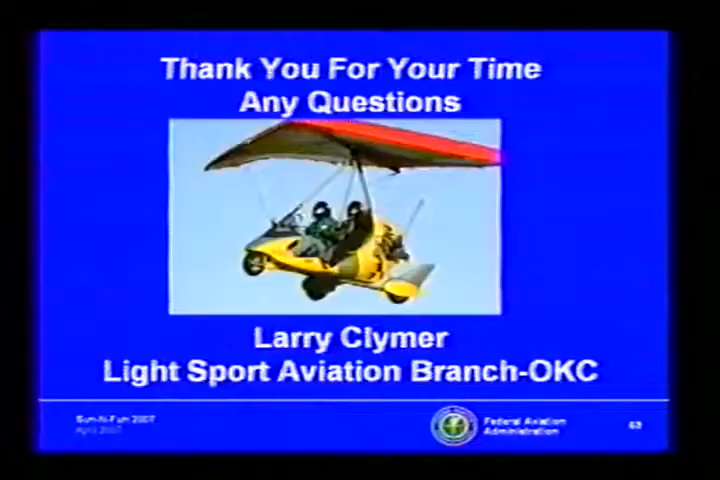 Thank You For Your Time
Any Questions
Larry Clymer
Light Sport Aviation Branch-OKC
Sun-N-Fun 2007
April 2007
Federal Aviation
Administration
63